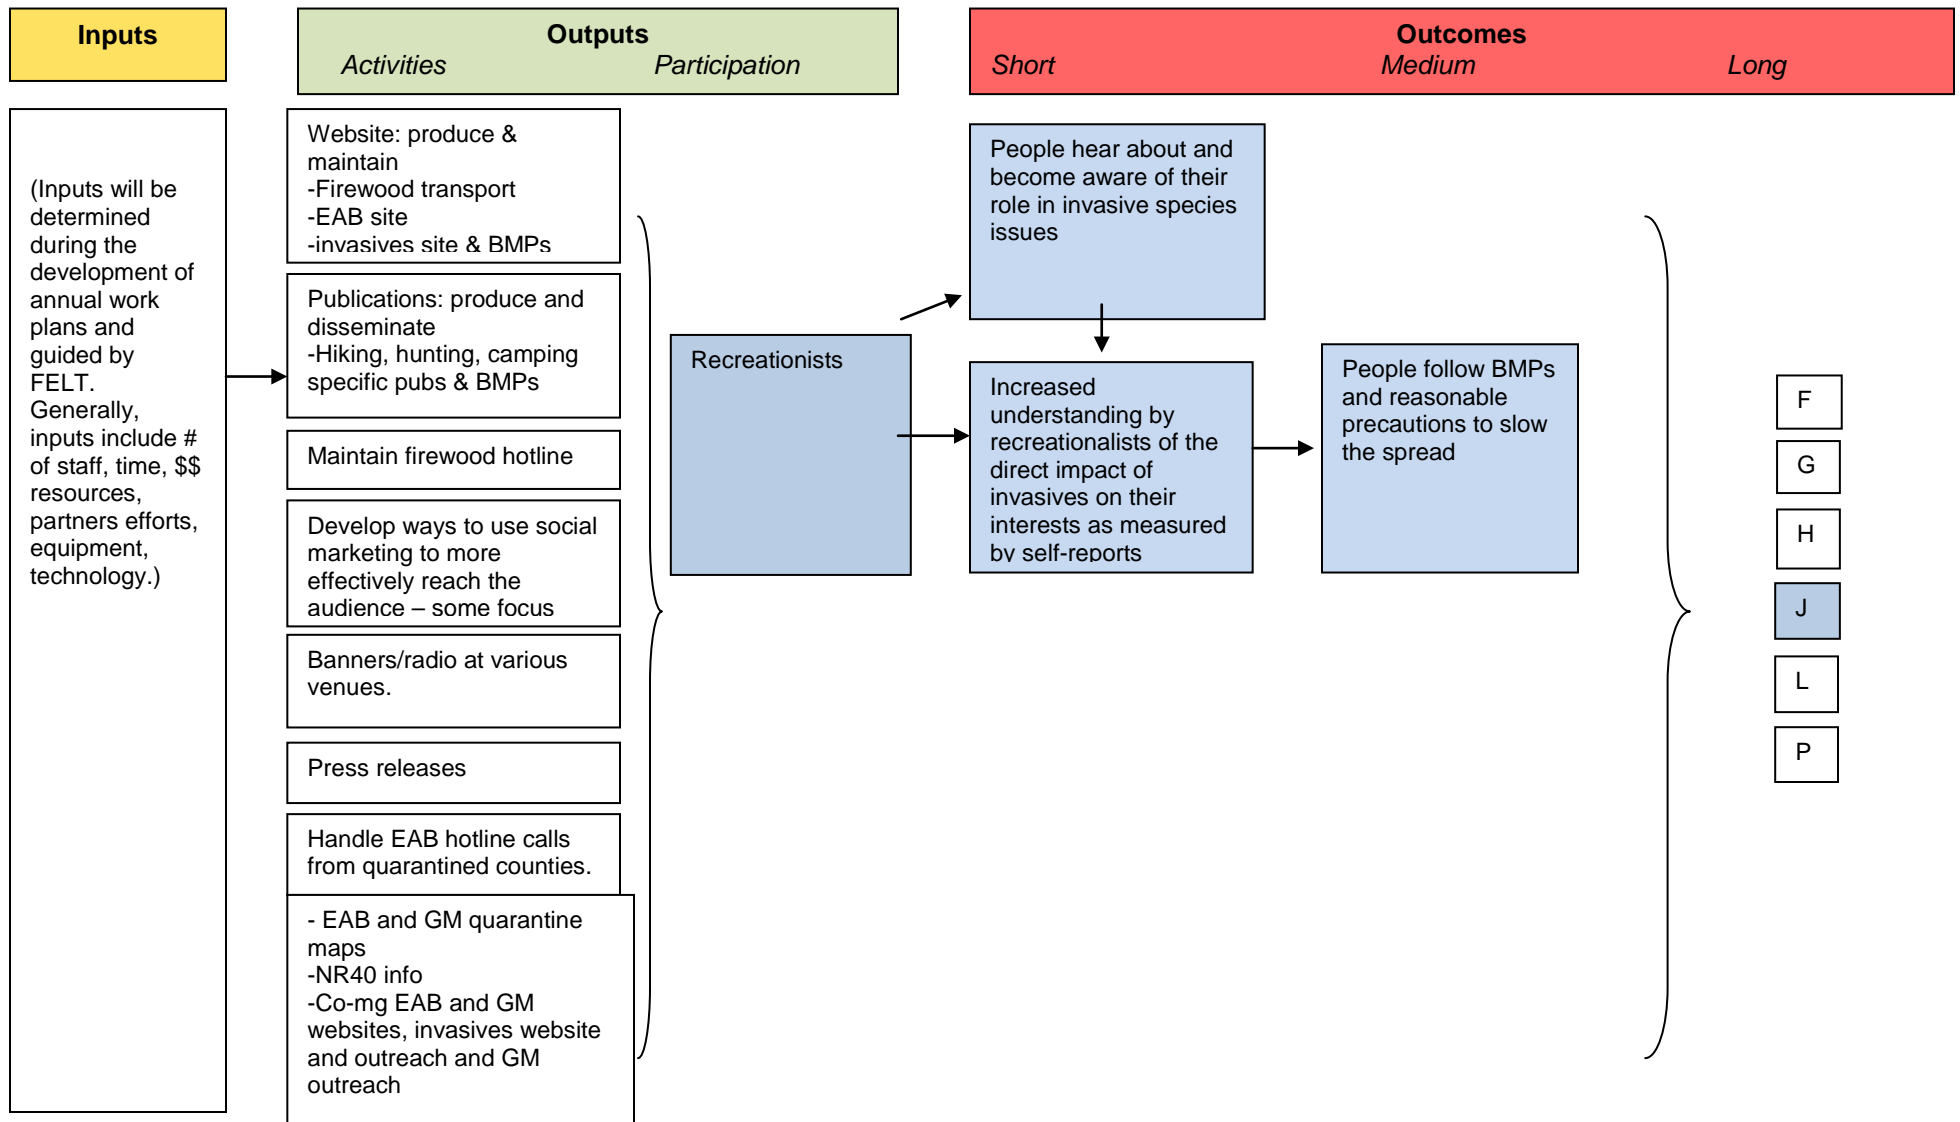 Inputs
Outputs
Activities Participation
Outcomes
Short Medium Long
(Inputs will be
determined
during the
development of
annual work
plans and
guided by
FELT.
Generally,
inputs include #
of staff, time, $$
resources,
partners efforts,
equipment,
technology.)
Website: produce &
maintain
-Firewood transport
-EAB site
-invasives site & BMPs
Publications: produce and
disseminate
-Hiking, hunting, camping
specific pubs & BMPs
Maintain firewood hotline
Develop ways to use social
marketing to more
effectively reach the
audience – some focus
Banners/radio at various
venues.
Press releases
Handle EAB hotline calls
from quarantined counties.
- EAB and GM quarantine
maps
-NR40 info
-Co-mg EAB and GM
websites, invasives website
and outreach and GM
outreach
Recreationists
People hear about and
become aware of their
role in invasive species
issues
Increased
understanding by
recreationalists of the
direct impact of
invasives on their
interests as measured
by self-reports
People follow BMPs
and reasonable
precautions to slow
the spread
F
G
H
J
L
P